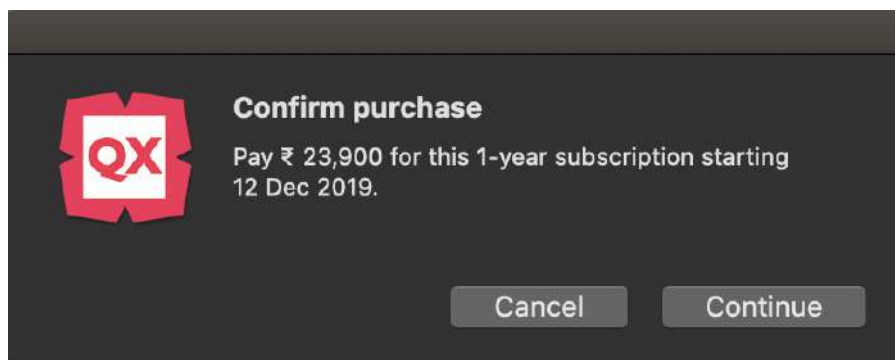 QX
Confirm purchase
Pay ₹ 23,900 for this 1-year subscription starting
12 Dec 2019.
Cancel
Continue